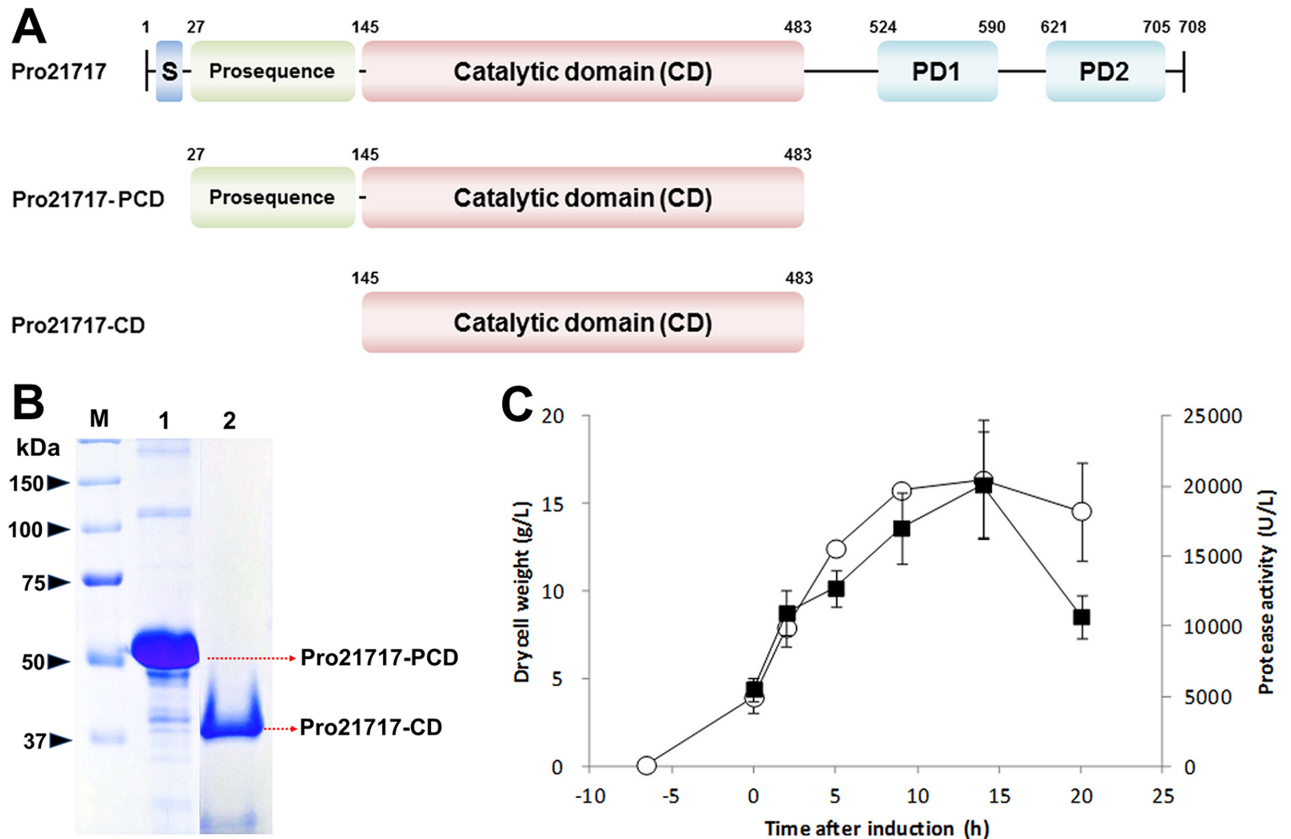 A
1 27 145 483 524 590 621 705 708
Pro21717 S Prosequence Catalytic domain (CD) PD1 PD2
27 145 483
Pro21717-PCD Prosequence Catalytic domain (CD)
145 483
Pro21717-CD Catalytic domain (CD)
B
M 1 2
kDa
150
100
75
50
37
Pro21717-PCD
Pro21717-CD
C
Dry cell weight (g/L)
20
15
10
5
0
25000
20000
15000
10000
5000
0
Protease activity (U/L)
-10 -5 0 5 10 15 20 25
Time after induction (h)